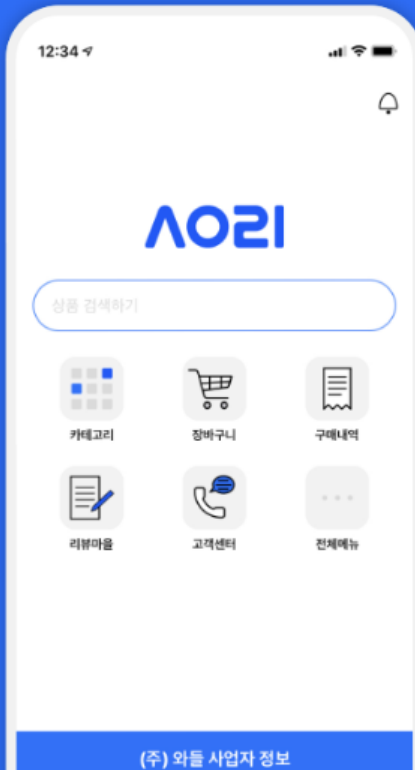 12:34
소리
상품 검색하기
카테고리 장바구니 구매내역
리뷰마을 고객센터 전체메뉴
(주) 와들 사업자 정보